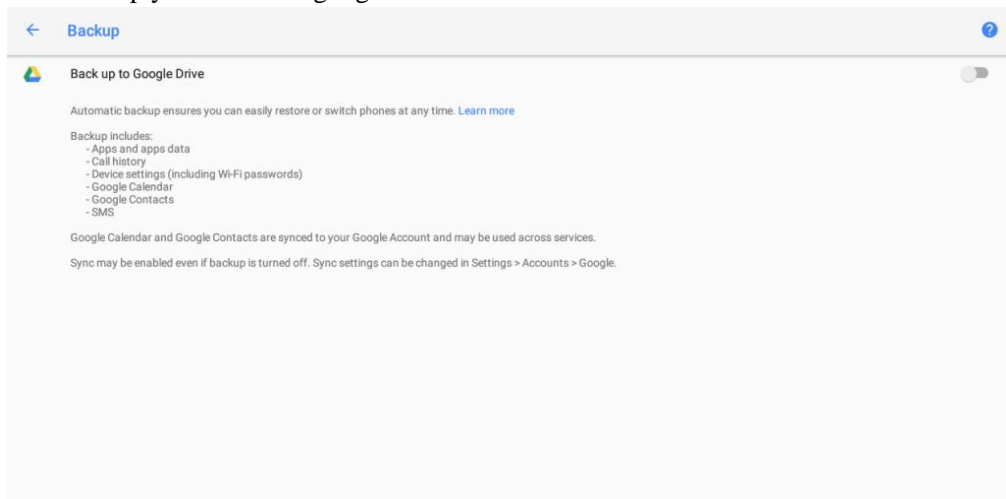 Backup
Back up to Google Drive
Automatic backup ensures you can easily restore or switch phones at any time. Learn more
Backup includes:
- Apps and apps data
- Call history
- Device settings (including Wi-Fi passwords)
- Google Calendar
- Google Contacts
- SMS
Google Calendar and Google Contacts are synced to your Google Account and may be used across services.
Sync may be enabled even if backup is turned off. Sync settings can be changed in Settings > Accounts > Google.